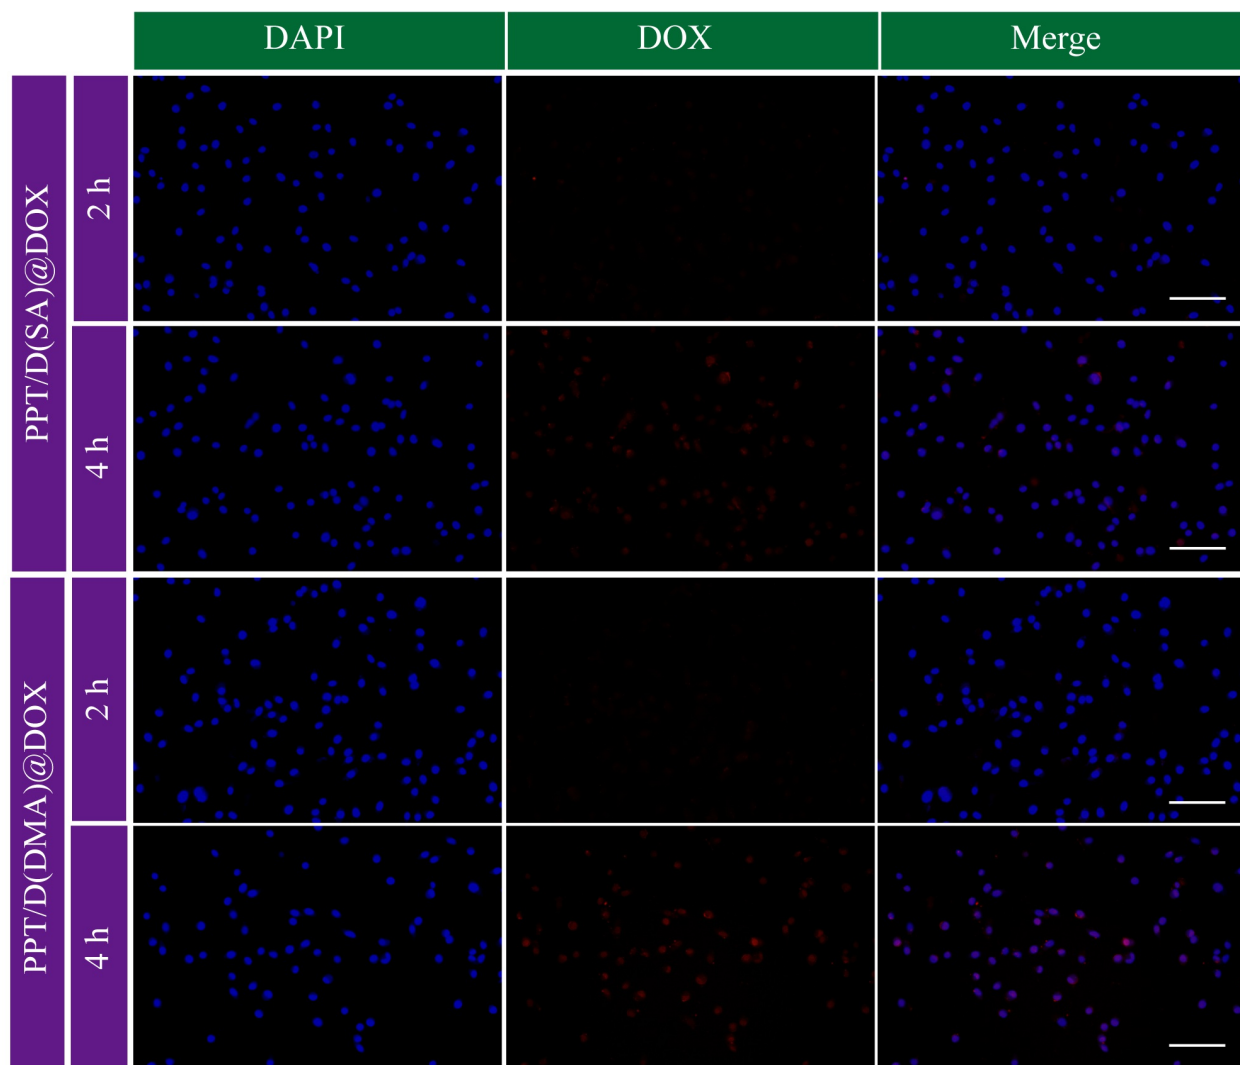 DAPI DOX Merge
PPT/D(SA)@DOX
2 h
4 h
PPT/D(DMA)@DOX
2 h
4 h